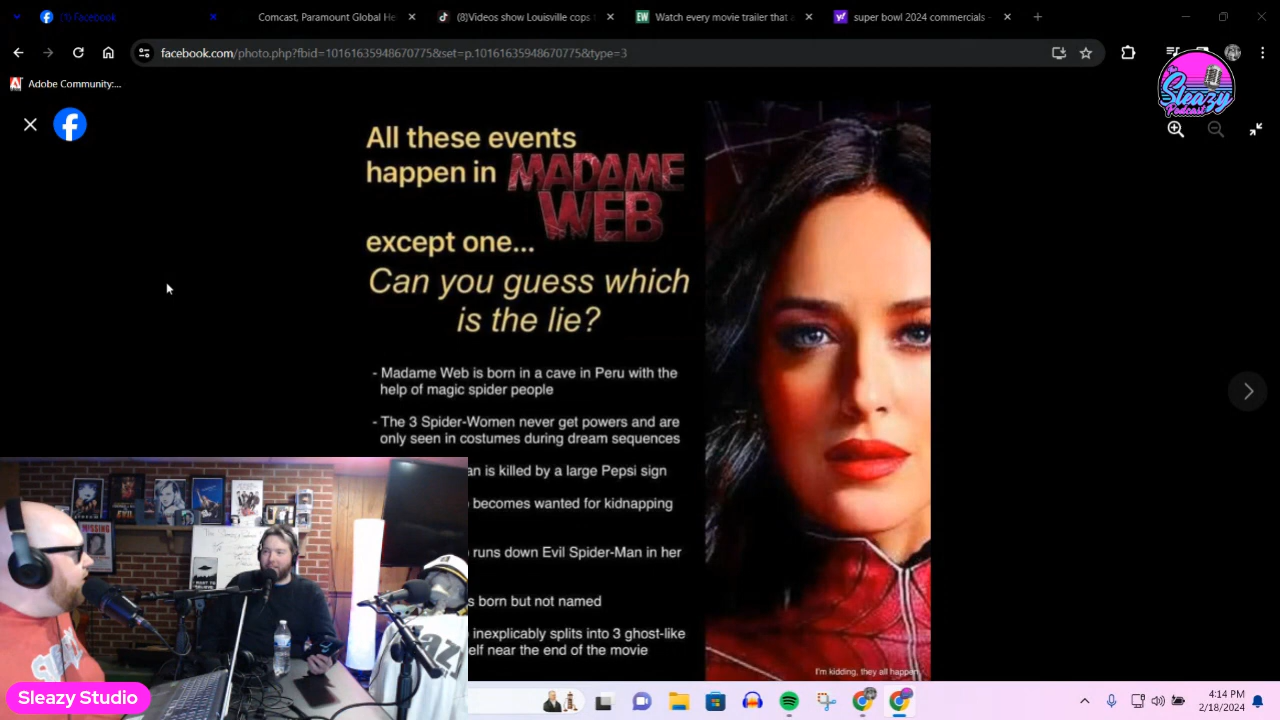 (1) Facebook
Comcast, Paramount Global He
(8)Videos show Louisville cops
Watch every movie trailer that a
super bowl 2024 commercials -
facebook.com/photo.php?fbid=10161635948670775&set=p.10161635948670775&type=3
Adobe Community:...
The
Sleazy
Podcast
All these events
happen in MADAME
WEB
except one...
Can you guess which
is the lie?
- Madame Web is born in a cave in Peru with the
help of magic spider people
- The 3 Spider-Women never get powers and are
only seen in costumes during dream sequences
an is killed by a large Pepsi sign
becomes wanted for kidnapping
runs down Evil Spider-Man in her
s born but not named
inexplicably splits into 3 ghost-like
elf near the end of the movie
I'm kidding, they all happen
MISSING
I WANT TO
Sleazy Studio
4:14 PM
2/18/2024